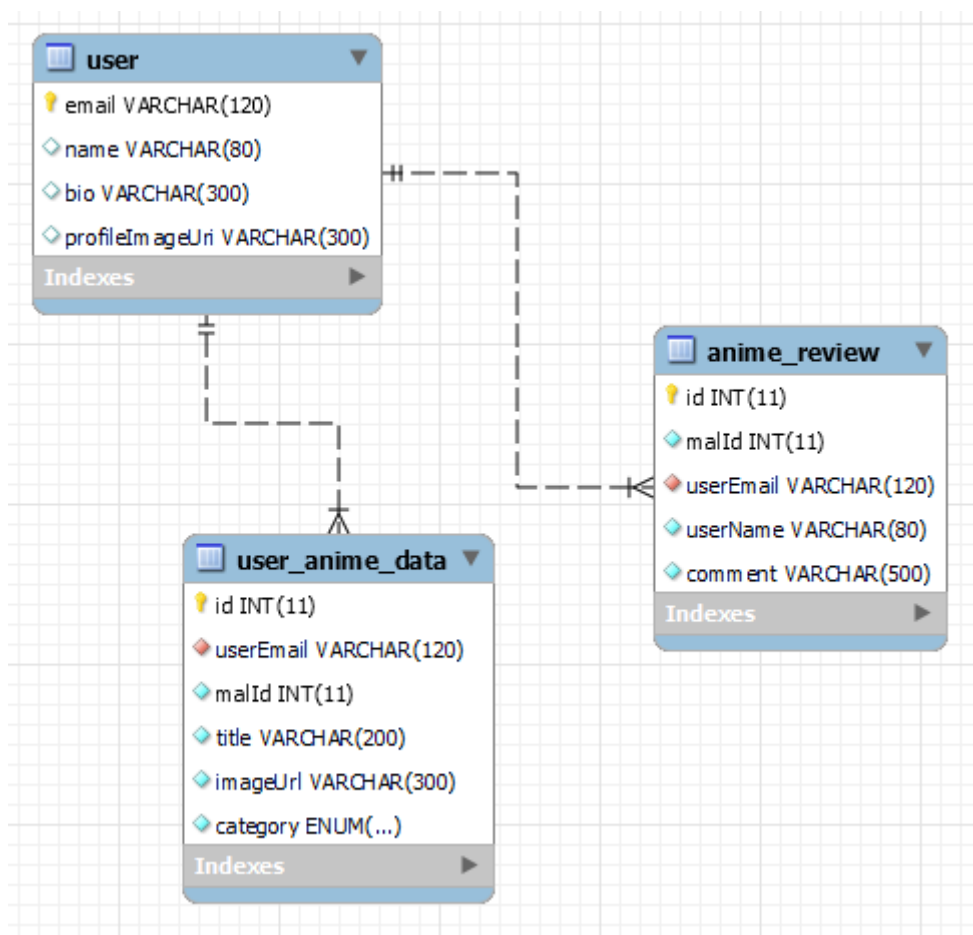 user
email VARCHAR(120)
name VARCHAR(80)
bio VARCHAR(300)
profileImageUri VARCHAR(300)
Indexes
anime_review
id INT(11)
malId INT(11)
userEmail VARCHAR(120)
userName VARCHAR(80)
comment VARCHAR(500)
Indexes
user_anime_data
id INT(11)
userEmail VARCHAR(120)
malId INT(11)
title VARCHAR(200)
imageUrl VARCHAR(300)
category ENUM(...)
Indexes